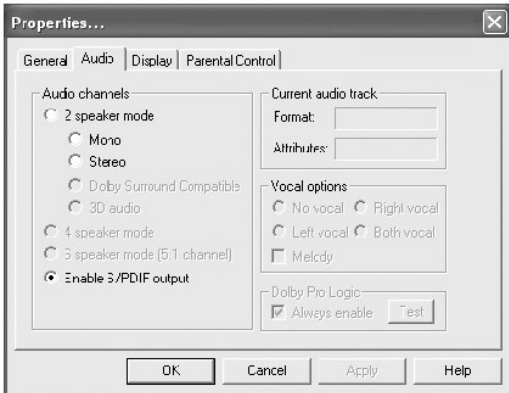 Properties...
General Audio Display Parental Control
Audio channels
2 speaker mode
Mono
Stereo
Dolby Surround Compatible
3D audio
4 speaker mode
6 speaker mode (5.1 channel)
Enable S/PDIF output
Current audio track
Format:
Attributes:
Vocal options
No vocal Right vocal
Left vocal Both vocal
Melody
Dolby Pro Logic
Always enable Test
OK Cancel Apply Help